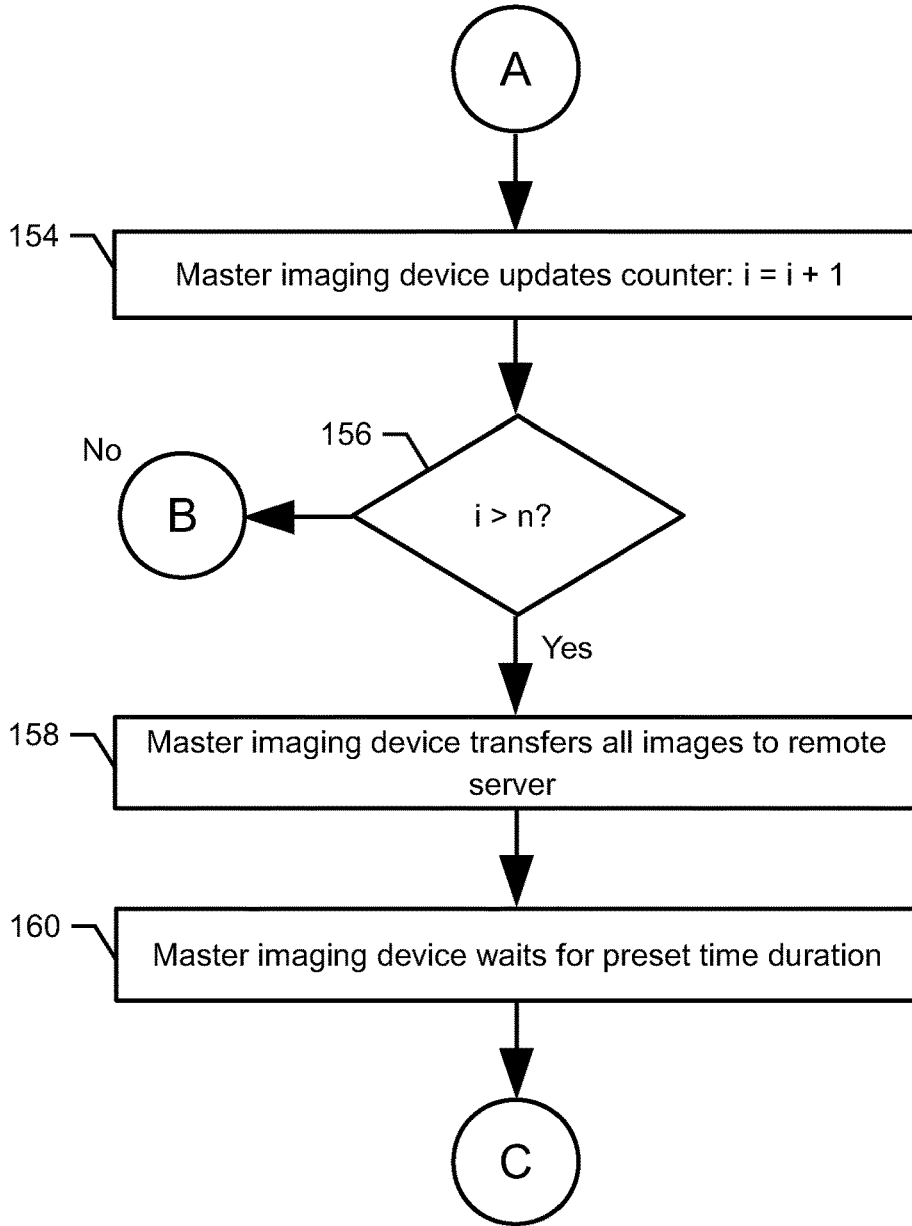 A
154
Master imaging device updates counter: i = i + 1
156
No
B
i > n?
Yes
158
Master imaging device transfers all images to remote
server
160
Master imaging device waits for preset time duration
C